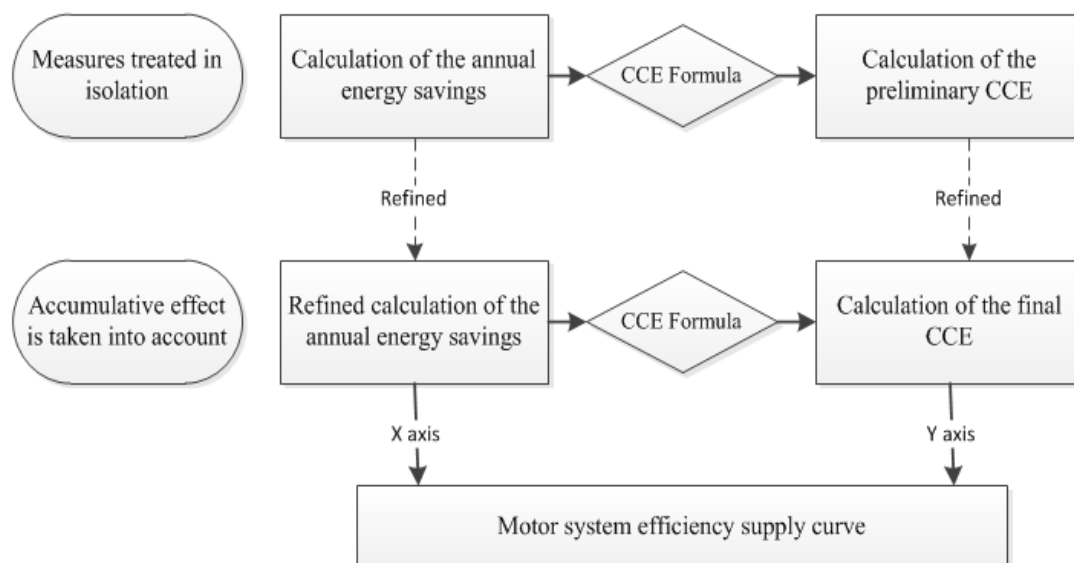 Measures treated in
isolation
Calculation of the annual
energy savings
CCE Formula
Calculation of the
preliminary CCE
Refined
Refined
Accumulative effect
is taken into account
Refined calculation of the
annual energy savings
CCE Formula
Calculation of the final
CCE
X axis
Y axis
Motor system efficiency supply curve